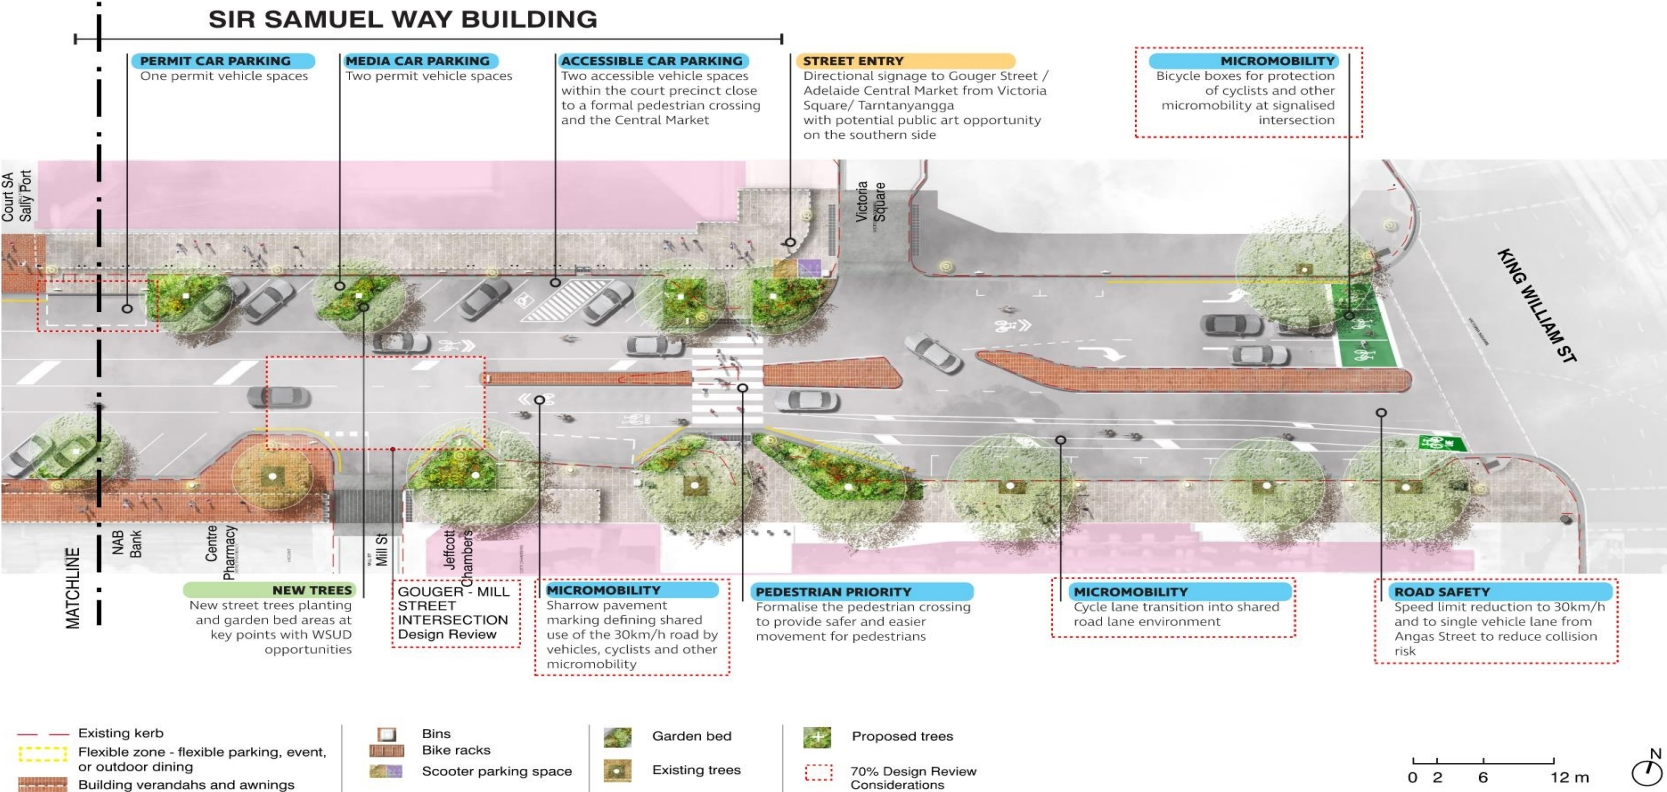 SIR SAMUEL WAY BUILDING
PERMIT CAR PARKING
One permit vehicle spaces
MEDIA CAR PARKING
Two permit vehicle spaces
ACCESSIBLE CAR PARKING
Two accessible vehicle spaces
within the court precinct close
to a formal pedestrian crossing
and the Central Market
STREET ENTRY
Directional signage to Gouger Street /
Adelaide Central Market from Victoria
Square/ Tarntanyangga
with potential public art opportunity
on the southern side
MICROMOBILITY
Bicycle boxes for protection
of cyclists and other
micromobility at signalised
intersection
Court SA
Sally Port
Victoria
Square
KING WILLIAM ST
MATCHLINE
NAB
Bank
Centre
Pharmacy
Mill St
Jeffcott
Chambers
NEW TREES
New street trees planting
and garden bed areas at
key points with WSUD
opportunities
GOUGER - MILL
STREET
INTERSECTION
Design Review
MICROMOBILITY
Sharrow pavement
marking defining shared
use of the 30km/h road by
vehicles, cyclists and other
micromobility
PEDESTRIAN PRIORITY
Formalise the pedestrian crossing
to provide safer and easier
movement for pedestrians
MICROMOBILITY
Cycle lane transition into shared
road lane environment
ROAD SAFETY
Speed limit reduction to 30km/h
and to single vehicle lane from
Angas Street to reduce collision
risk
Existing kerb
Flexible zone - flexible parking, event,
or outdoor dining
Building verandahs and awnings
Bins
Bike racks
Scooter parking space
Garden bed
Existing trees
Proposed trees
70% Design Review
Considerations
0 2 6 12 m
N